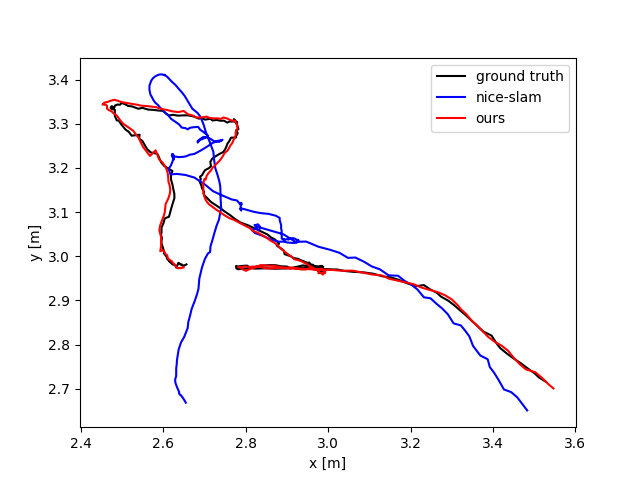 ground truth
nice-slam
ours
3.4
3.3
3.2
3.1
3.0
2.9
2.8
2.7
y [m]
2.4 2.6 2.8 3.0 3.2 3.4 3.6
x [m]